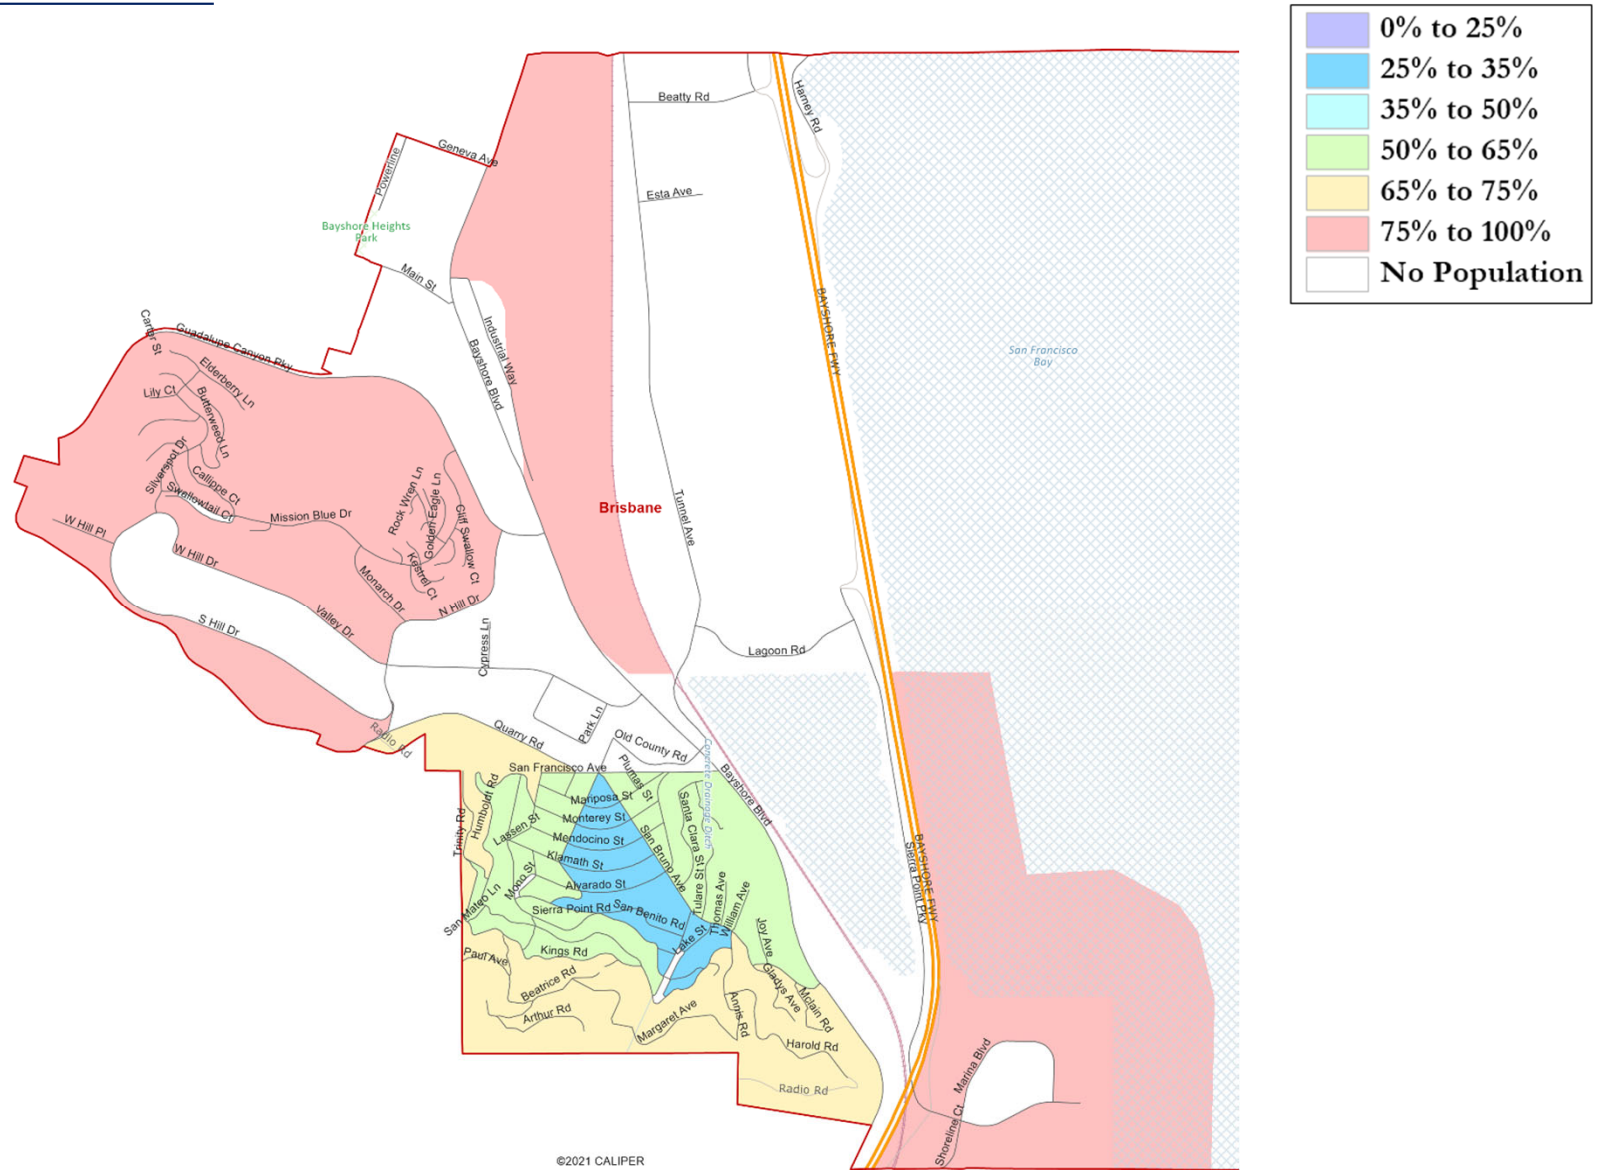 0% to 25%
25% to 35%
35% to 50%
50% to 65%
65% to 75%
75% to 100%
No Population
Beatty Rd
Harney Rd
Geneva Ave
Powerline
Esta Ave
Bayshore Heights
Park
Main St
Carter St
Guadalupe Canyon Pky
Industrial Way
Bayshore Blvd
BAYSHORE FWY
San Francisco
Bay
Elderberry Ln
Lily Ct
Butterweed Ln
Silverspot Dr
Callippe Ct
Swallowtail Ct
Rock Wren Ln
Golden Eagle Ln
Cliff Swallow Ct
Mission Blue Dr
Brisbane
Tunnel Ave
W Hill Pl
W Hill Dr
Kestrel Ct
Monarch Dr
N Hill Dr
Valley Dr
S Hill Dr
Cypress Ln
Lagoon Rd
Radio Rd
Quarry Rd
Park Ln
Old County Rd
San Francisco Ave
Plumas St
Concrete Drainage Ditch
Bayshore Blvd
Trinity Rd
Humboldt Rd
Mariposa St
Monterey St
Lassen St
Mendocino St
Klamath St
San Bruno Ave
Santa Clara St
Mono St
Alvarado St
Tulare St
Thomas Ave
William Ave
San Mateo Ln
Sierra Point Rd
San Benito Rd
Lake St
Joy Ave
BAYSHORE FWY
Sierra Point Pky
Kings Rd
Paul Ave
Beatrice Rd
Gladys Ave
Mclain Rd
Arthur Rd
Margaret Ave
Annis Rd
Harold Rd
Marina Blvd
Radio Rd
Shoreline Ct
©2021 CALIPER